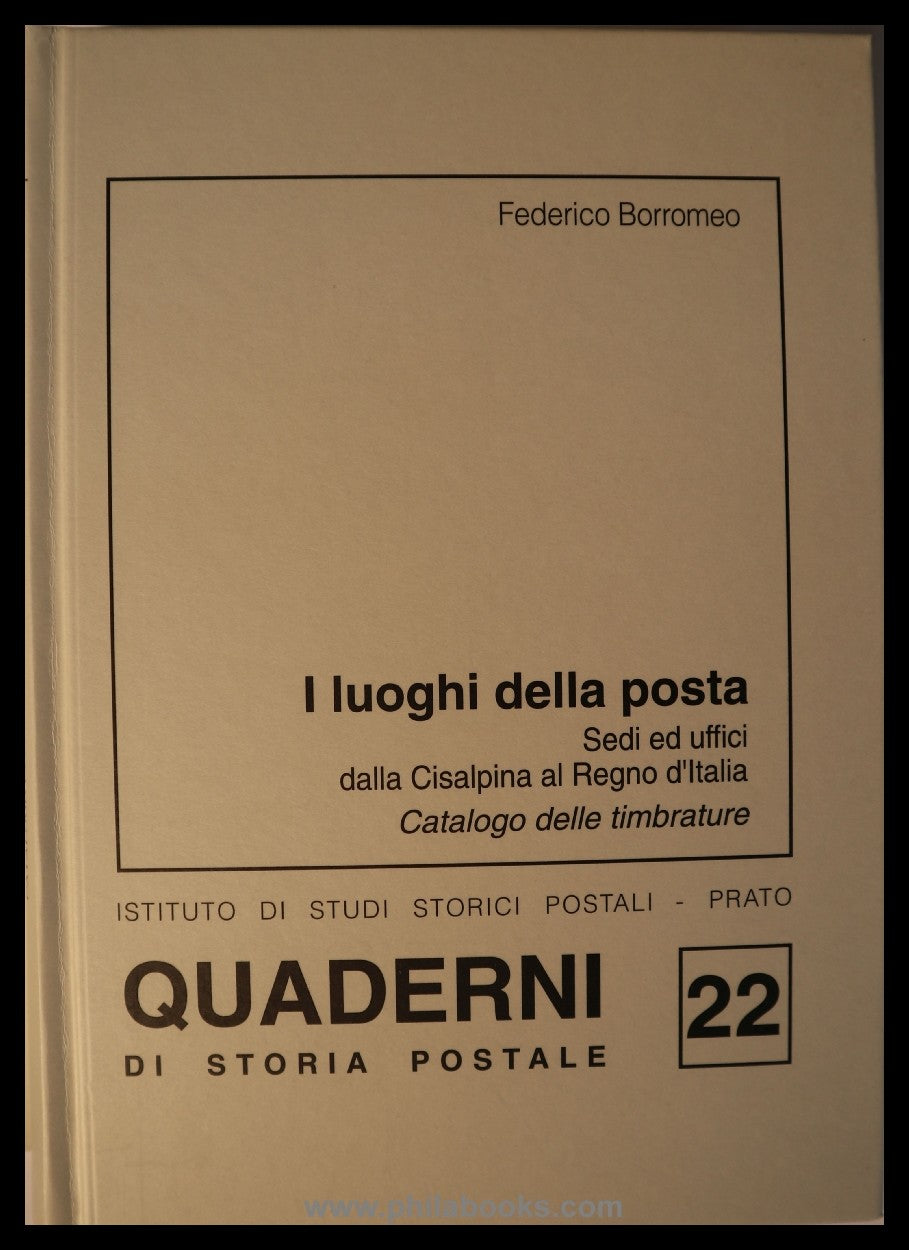 Federico Borromeo
I luoghi della posta
Sedi ed uffici
dalla Cisalpina al Regno d'Italia
Catalogo delle timbrature
ISTITUTO DI STUDI STORICI POSTALI - PRATO
QUADERNI
22
DI STORIA POSTALE
www.philabooks.com